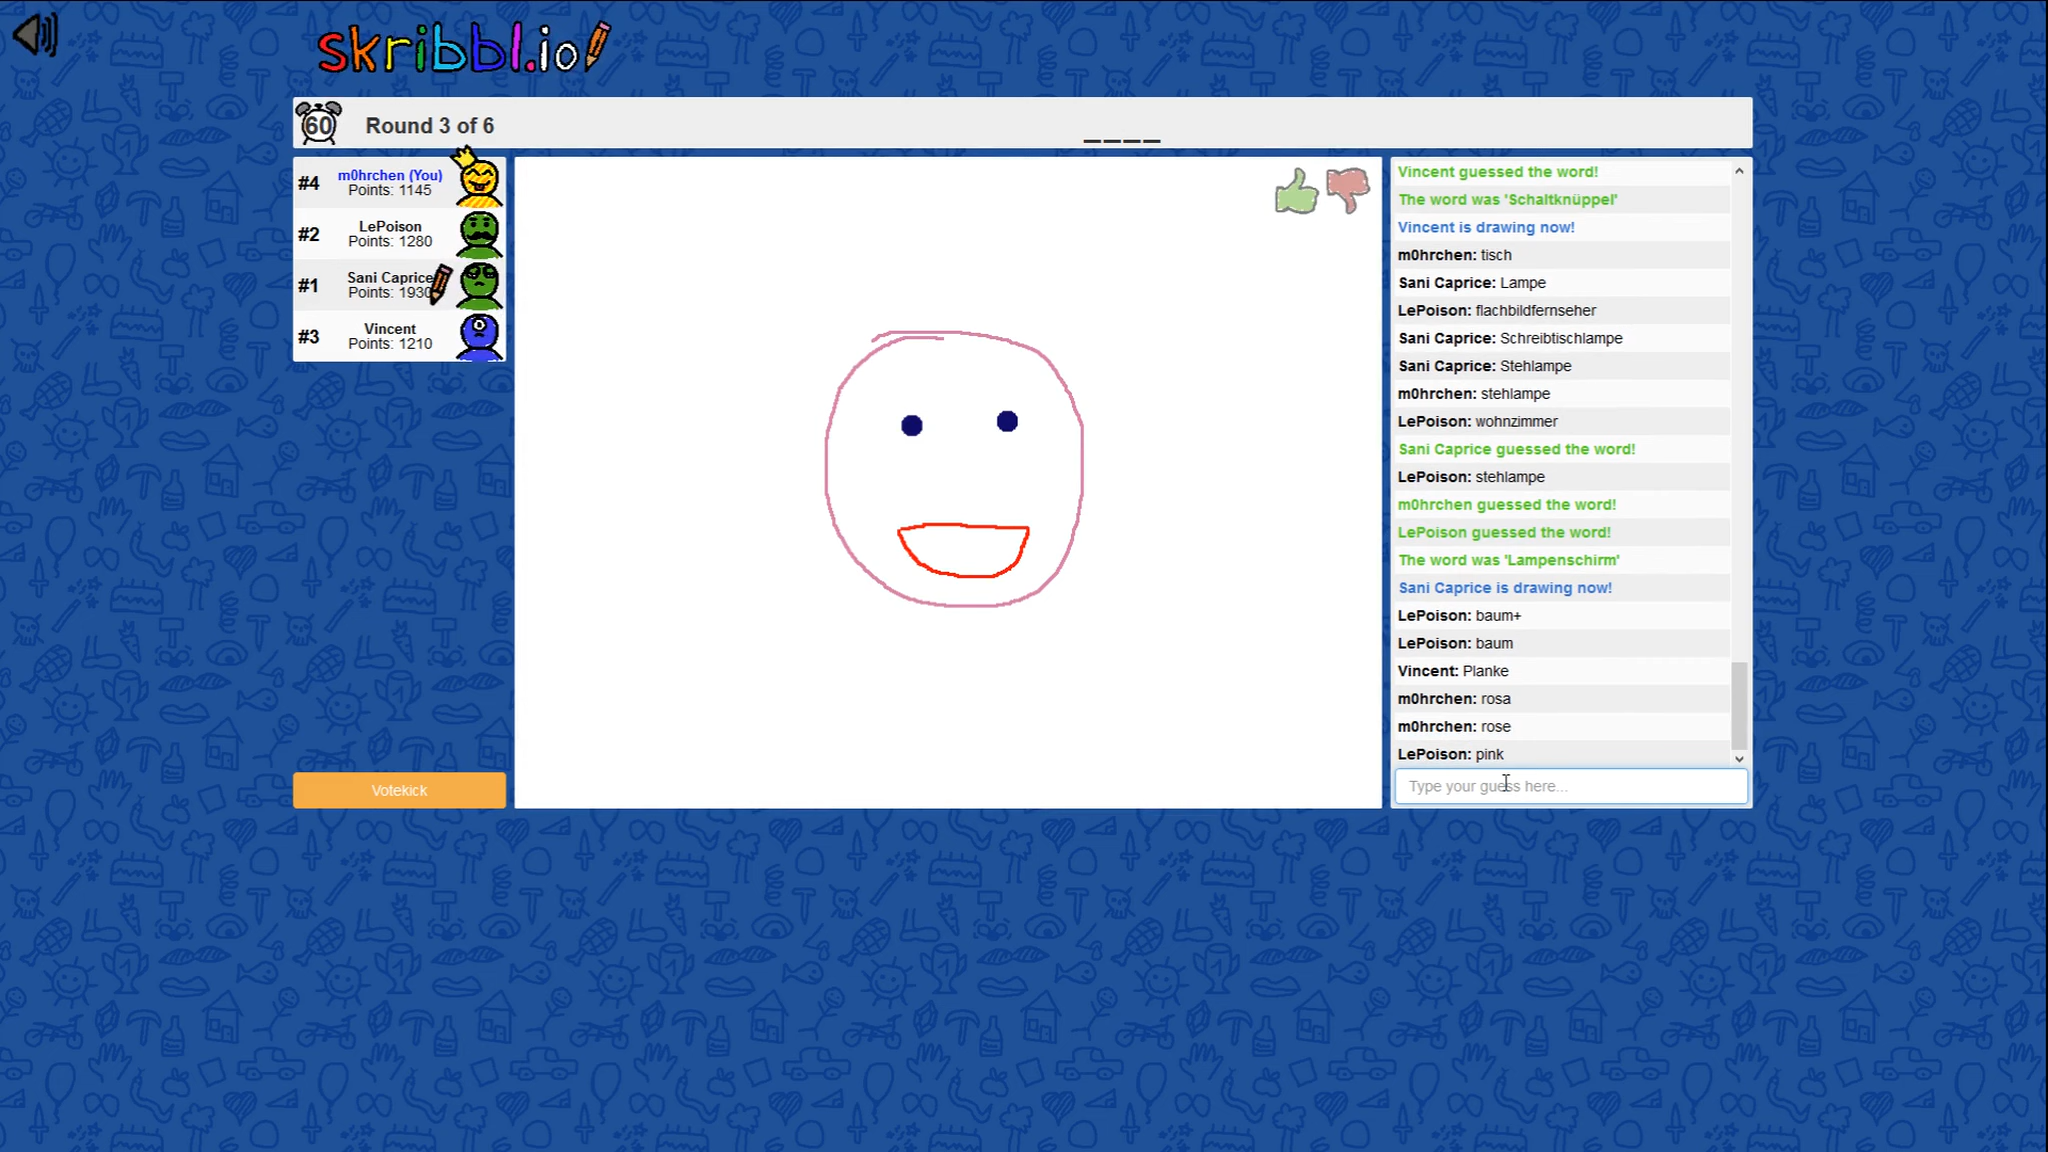 skribbl.io
60
Round 3 of 6
____
#4
m0hrchen (You)
Points: 1145
#2
LePoison
Points: 1280
#1
Sani Caprice
Points: 1930
#3
Vincent
Points: 1210
Votekick
Vincent guessed the word!
The word was 'Schaltknüppel'
Vincent is drawing now!
m0hrchen: tisch
Sani Caprice: Lampe
LePoison: flachbildfernseher
Sani Caprice: Schreibtischlampe
Sani Caprice: Stehlampe
m0hrchen: stehlampe
LePoison: wohnzimmer
Sani Caprice guessed the word!
LePoison: stehlampe
m0hrchen guessed the word!
LePoison guessed the word!
The word was 'Lampenschirm'
Sani Caprice is drawing now!
LePoison: baum+
LePoison: baum
Vincent: Planke
m0hrchen: rosa
m0hrchen: rose
LePoison: pink
Type your guess here...